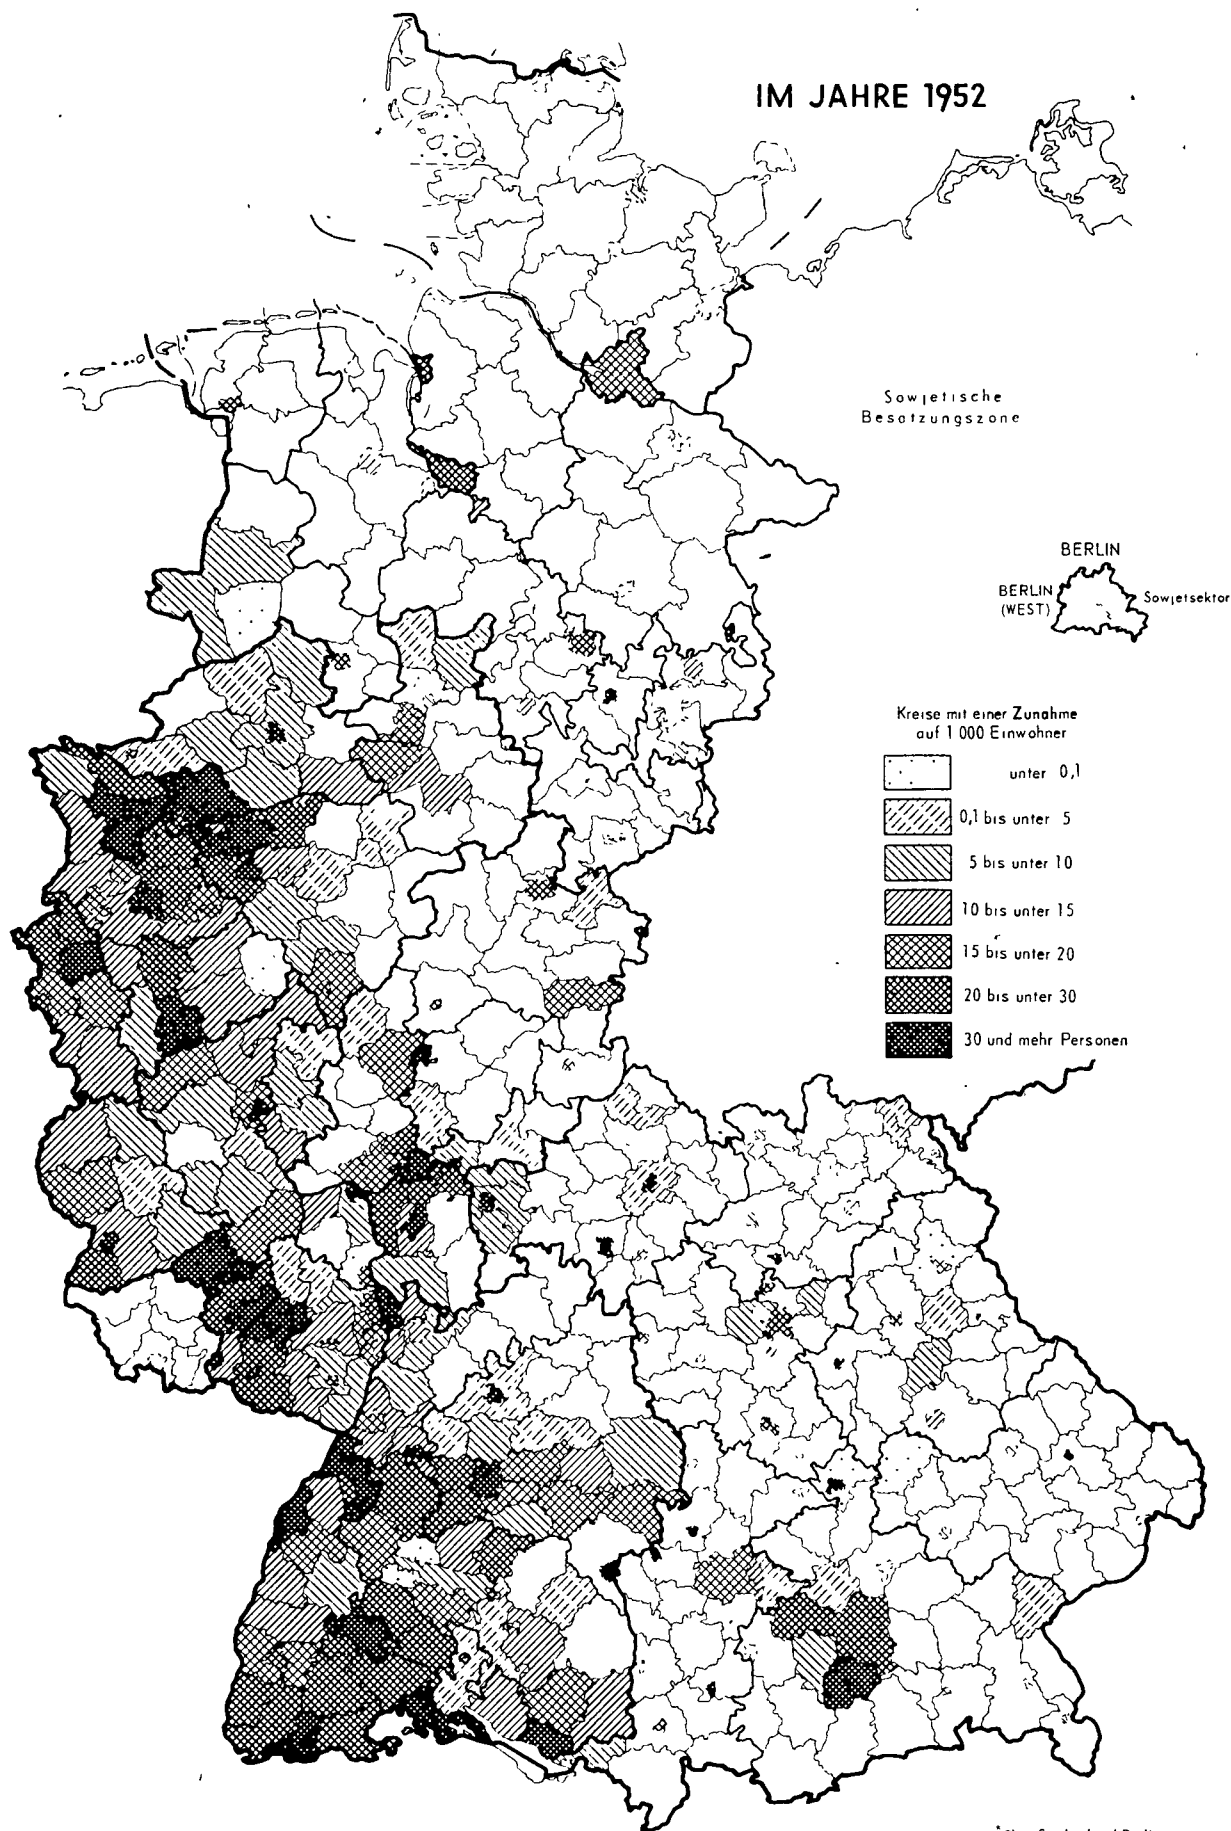 IM JAHRE 1952
Sowjetische
Besatzungszone
BERLIN
BERLIN
(WEST)
Sowjetsektor
Kreise mit einer Zunahme
auf 1 000 Einwohner
unter 0,1
0,1 bis unter 5
5 bis unter 10
10 bis unter 15
15 bis unter 20
20 bis unter 30
30 und mehr Personen